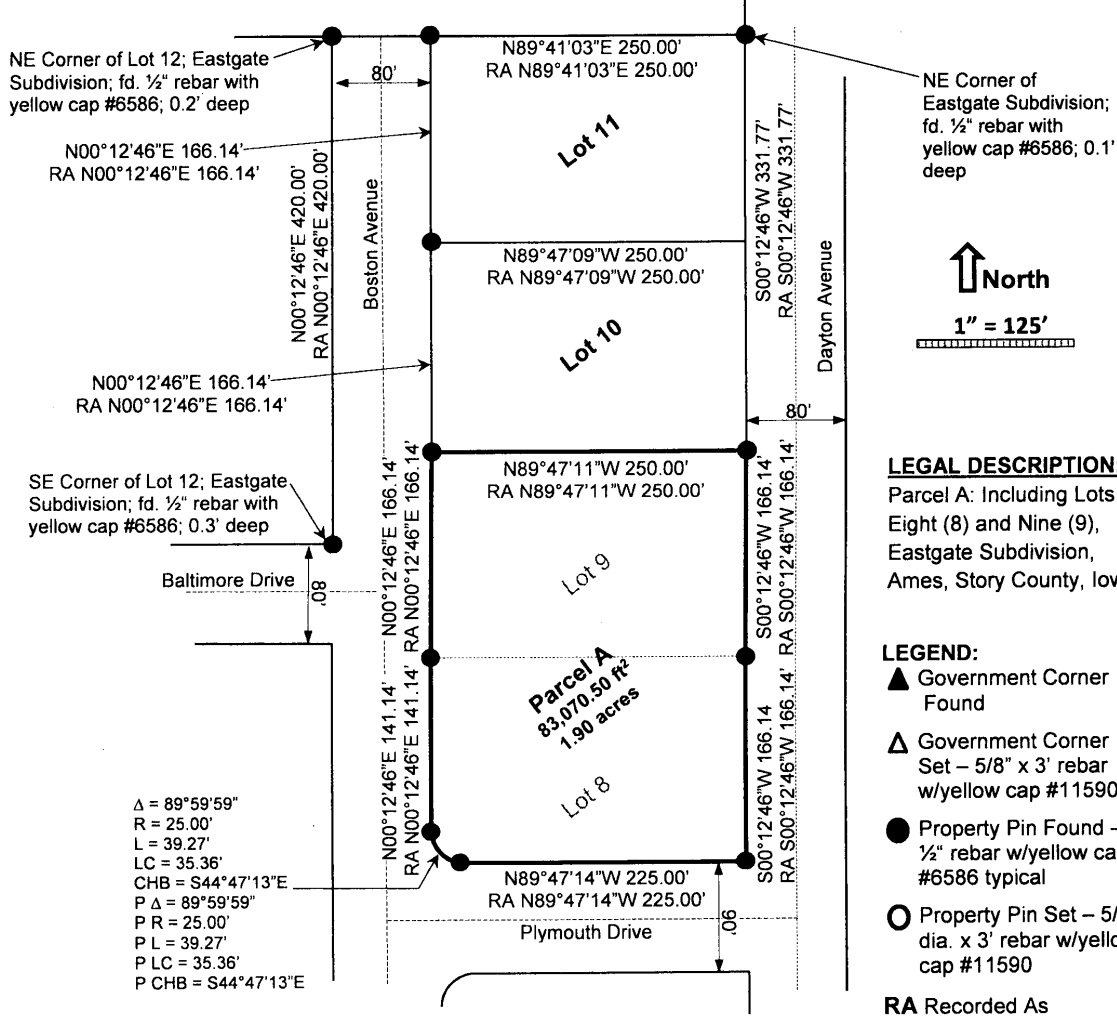 NE Corner of Lot 12; Eastgate
Subdivision; fd. ½" rebar with
yellow cap #6586; 0.2' deep
80'
N89°41'03"E 250.00'
RA N89°41'03"E 250.00'
NE Corner of
Eastgate Subdivision;
fd. ½" rebar with
yellow cap #6586; 0.1'
deep
N00°12'46"E 166.14'
RA N00°12'46"E 166.14'
Lot 11
N00°12'46"E 420.00'
RA N00°12'46"E 420.00'
Boston Avenue
S00°12'46"W 331.77'
RA S00°12'46"W 331.77'
Dayton Avenue
N89°47'09"W 250.00'
RA N89°47'09"W 250.00'
North
1" = 125'
Lot 10
N00°12'46"E 166.14'
RA N00°12'46"E 166.14'
80'
SE Corner of Lot 12; Eastgate
Subdivision; fd. ½" rebar with
yellow cap #6586; 0.3' deep
N89°47'11"W 250.00'
RA N89°47'11"W 250.00'
N00°12'46"E 166.14'
RA N00°12'46"E 166.14'
S00°12'46"W 166.14'
RA S00°12'46"W 166.14'
LEGAL DESCRIPTION:
Parcel A: Including Lots
Eight (8) and Nine (9),
Eastgate Subdivision,
Ames, Story County, Iow
Baltimore Drive
80'
Lot 9
Parcel A
83,070.50 ft²
1.90 acres
Lot 8
N00°12'46"E 141.14'
RA N00°12'46"E 141.14'
S00°12'46"W 166.14
RA S00°12'46"W 166.14'
LEGEND:
Government Corner
Found
Government Corner
Set – 5/8" x 3' rebar
w/yellow cap #11590
Property Pin Found –
½" rebar w/yellow ca
#6586 typical
Property Pin Set – 5/
dia. x 3' rebar w/yello
cap #11590
RA Recorded As
Δ = 89°59'59"
R = 25.00'
L = 39.27'
LC = 35.36'
CHB = S44°47'13"E
P Δ = 89°59'59"
P R = 25.00'
P L = 39.27'
P LC = 35.36'
P CHB = S44°47'13"E
N89°47'14"W 225.00'
RA N89°47'14"W 225.00'
Plymouth Drive
90'